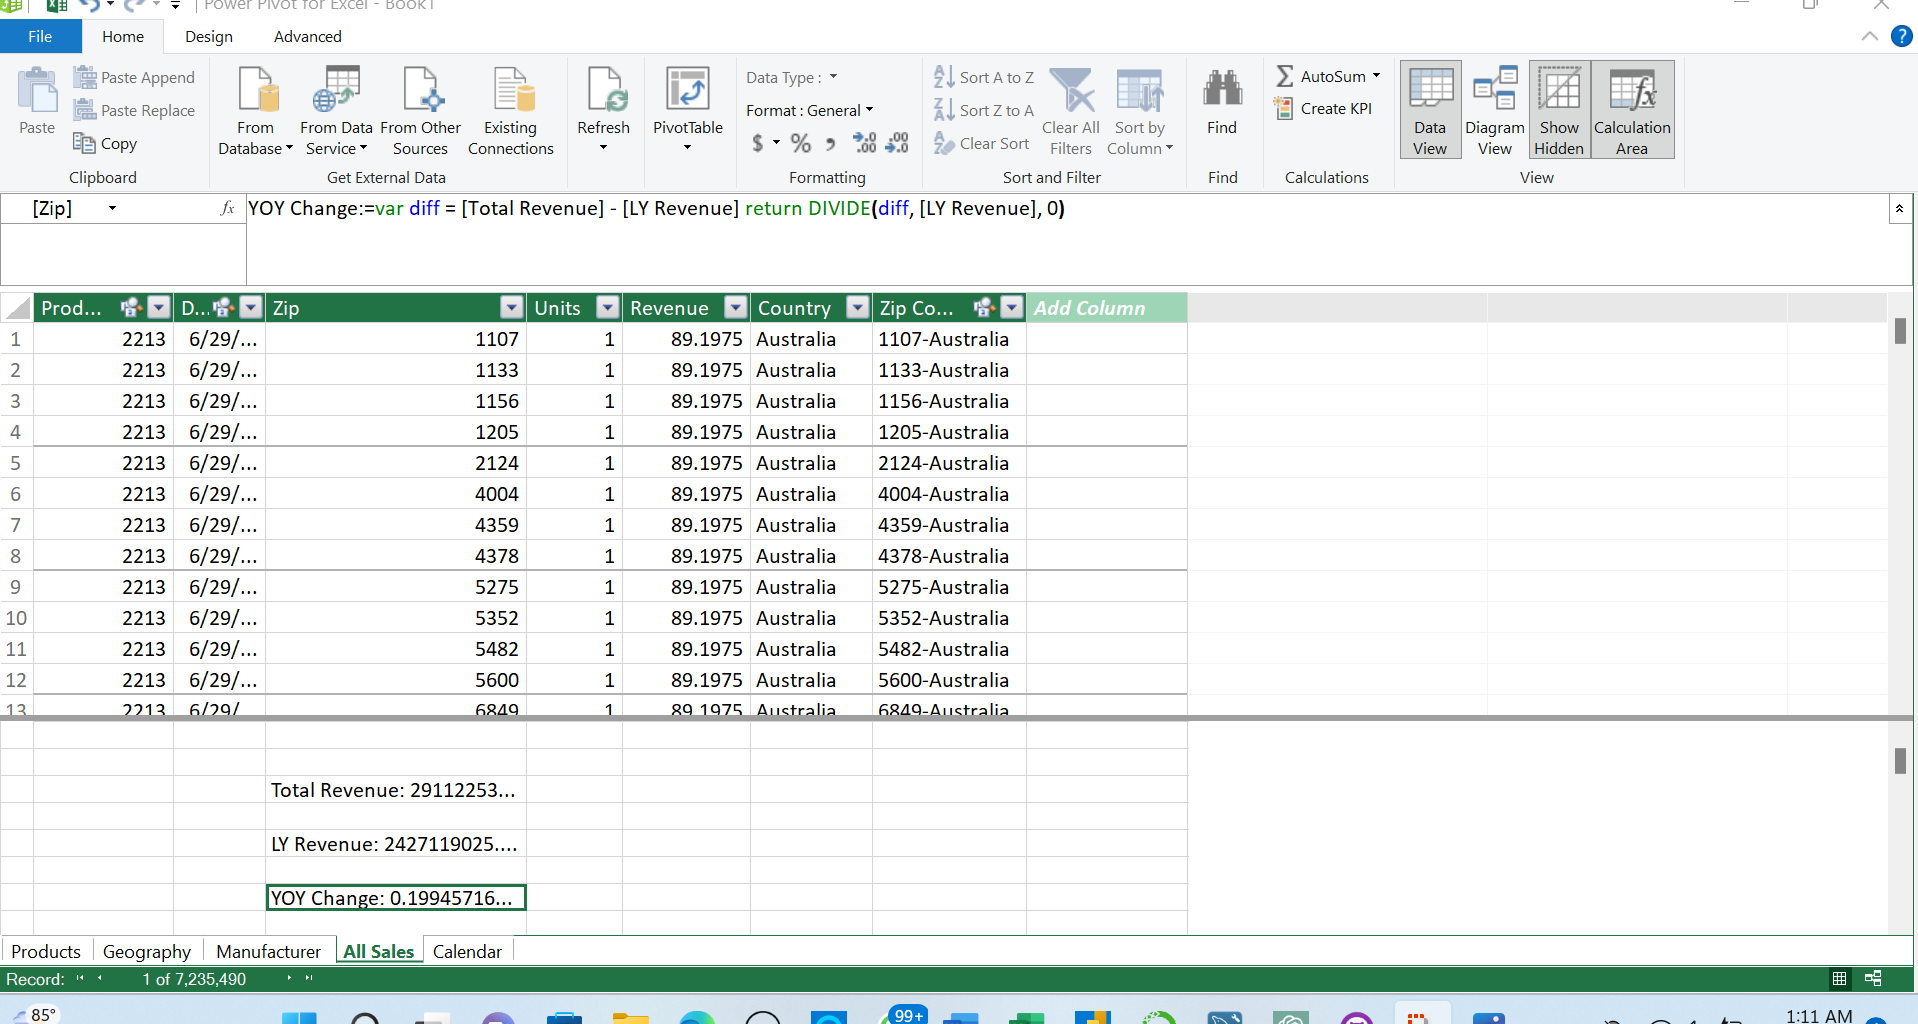 Power Pivot for Excel - Book1
File Home Design Advanced
Paste
Paste Append
Paste Replace
Copy
Clipboard
From Database
From Data Service
From Other Sources
Existing Connections
Get External Data
Refresh
PivotTable
Data Type :
Format : General
$ % .00 .00
Formatting
Sort A to Z
Sort Z to A
Clear Sort
Clear All Filters
Sort by Column
Sort and Filter
Find
Find
AutoSum
Create KPI
Calculations
Data View
Diagram View
Show Hidden
Calculation Area
View
[Zip] fx YOY Change:=var diff = [Total Revenue] - [LY Revenue] return DIVIDE(diff, [LY Revenue], 0)
Prod... D... Zip Units Revenue Country Zip Co... Add Column
1 2213 6/29/... 1107 1 89.1975 Australia 1107-Australia
2 2213 6/29/... 1133 1 89.1975 Australia 1133-Australia
3 2213 6/29/... 1156 1 89.1975 Australia 1156-Australia
4 2213 6/29/... 1205 1 89.1975 Australia 1205-Australia
5 2213 6/29/... 2124 1 89.1975 Australia 2124-Australia
6 2213 6/29/... 4004 1 89.1975 Australia 4004-Australia
7 2213 6/29/... 4359 1 89.1975 Australia 4359-Australia
8 2213 6/29/... 4378 1 89.1975 Australia 4378-Australia
9 2213 6/29/... 5275 1 89.1975 Australia 5275-Australia
10 2213 6/29/... 5352 1 89.1975 Australia 5352-Australia
11 2213 6/29/... 5482 1 89.1975 Australia 5482-Australia
12 2213 6/29/... 5600 1 89.1975 Australia 5600-Australia
13 2213 6/29/ 6849 1 89.1975 Australia 6849-Australia
Total Revenue: 29112253...
LY Revenue: 2427119025....
YOY Change: 0.19945716...
Products Geography Manufacturer All Sales Calendar
Record: 1 of 7,235,490
85° 99+ 1:11 AM